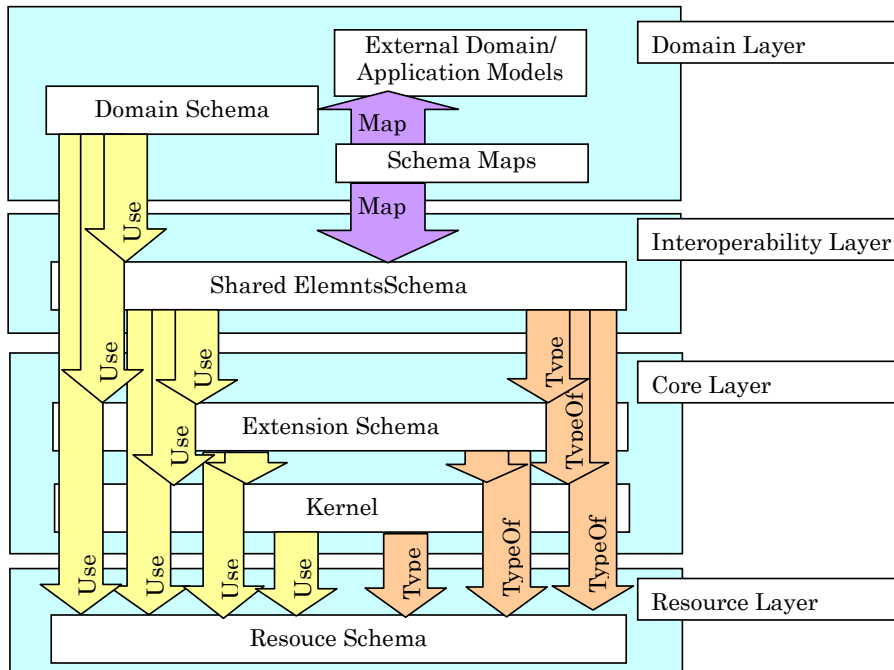 External Domain/
Application Models
Domain Layer
Domain Schema
Map
Schema Maps
Use
Map
Interoperability Layer
Shared ElemntsSchema
Use
Use
Type
Core Layer
Extension Schema
TypeOf
Use
Kernel
Use
Use
Use
Use
Type
TypeOf
TypeOf
Resource Layer
Resouce Schema